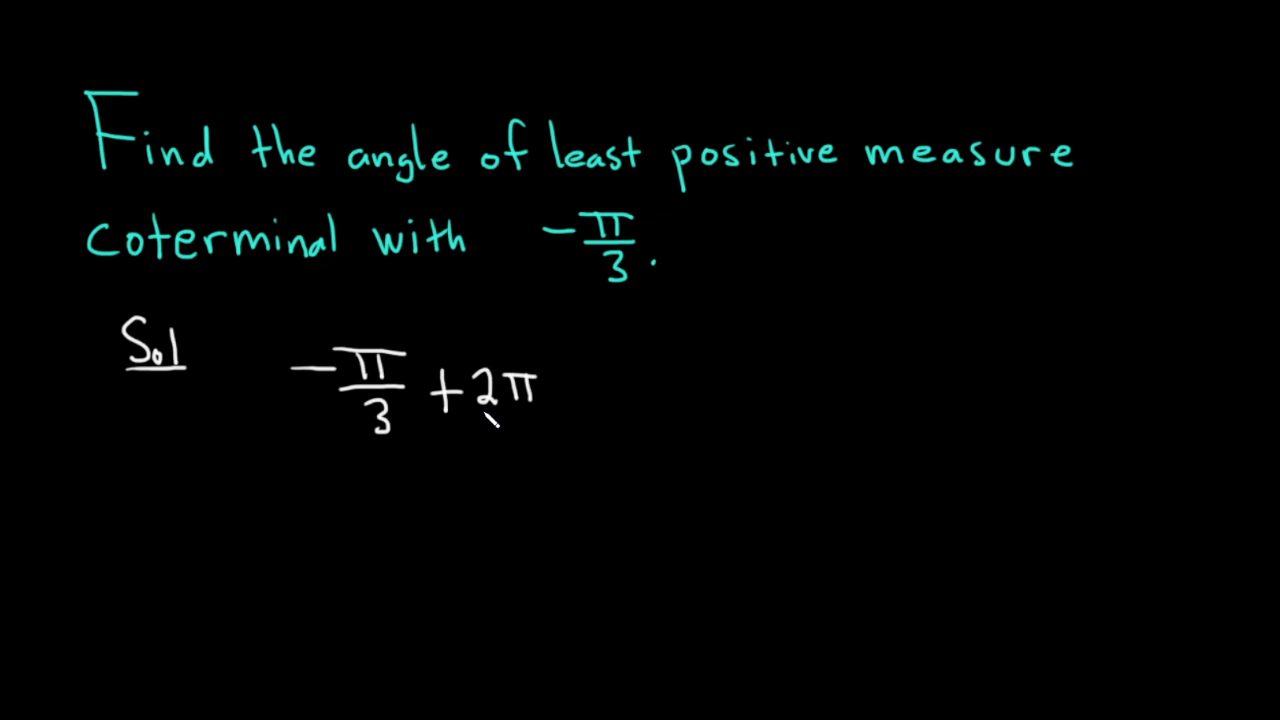 Find the angle of least positive measure
coterminal with -π/3.
Sol -π/3 + 2π